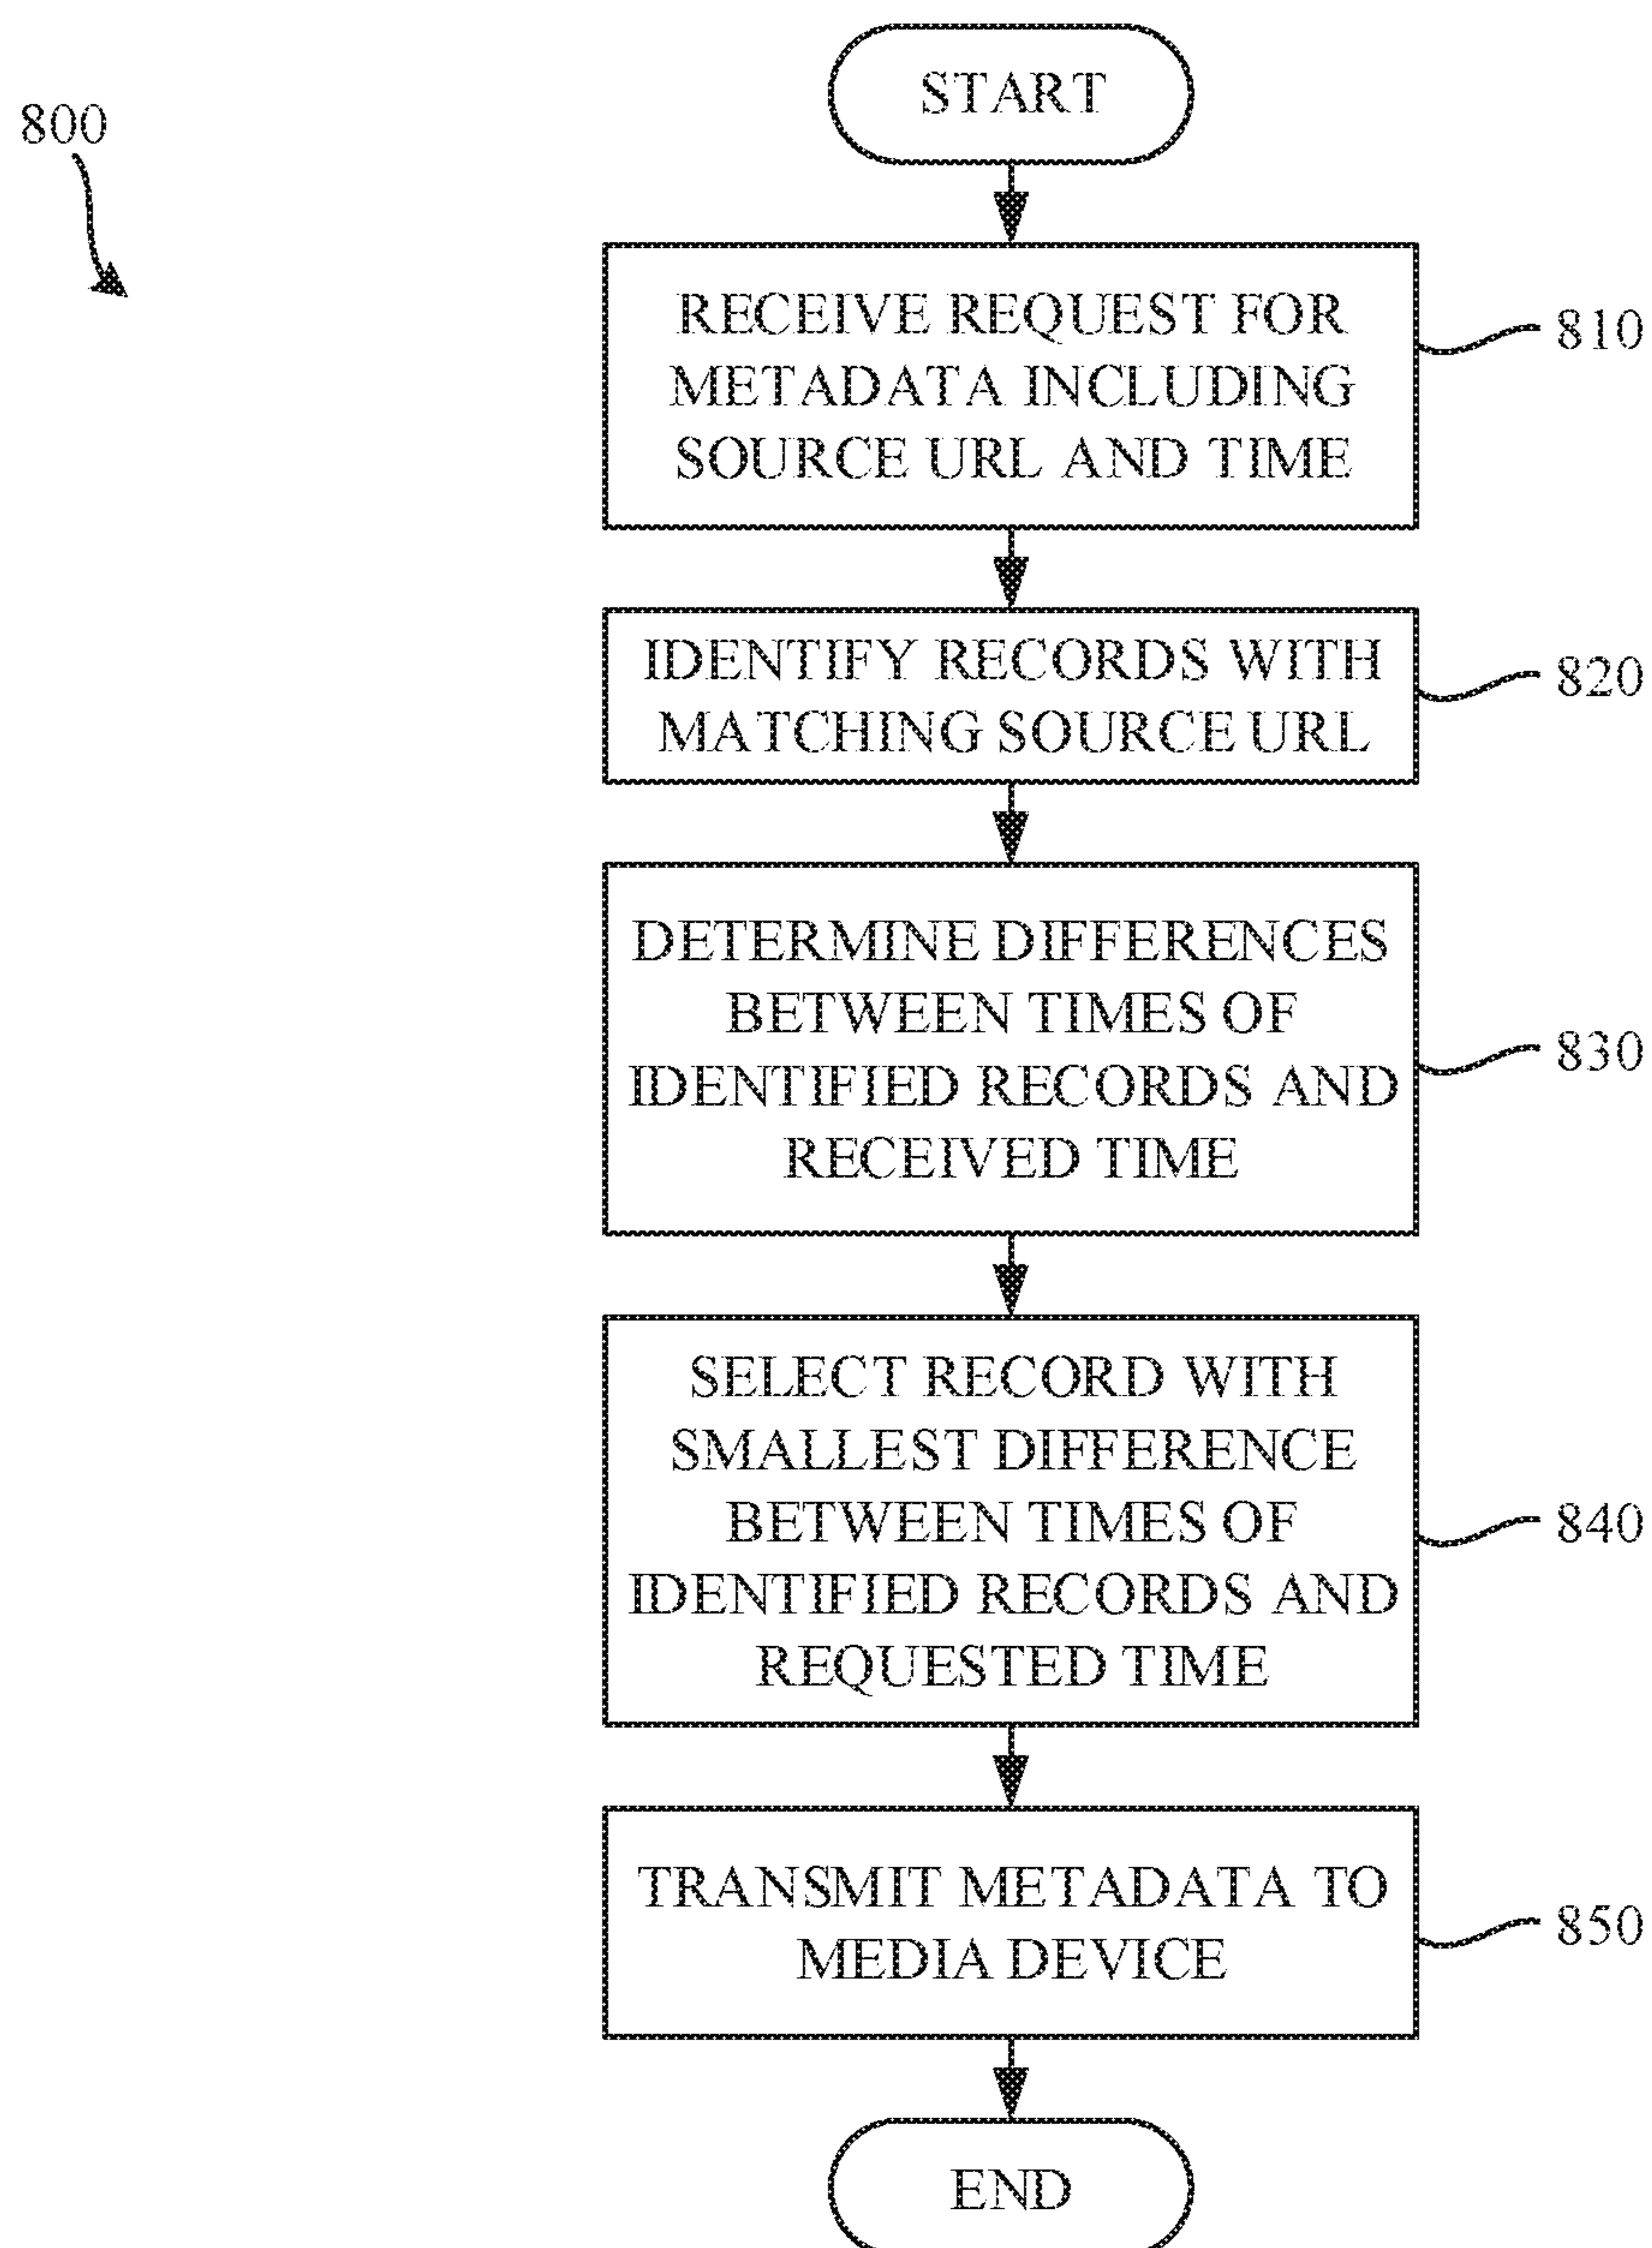 START
800
RECEIVE REQUEST FOR
METADATA INCLUDING
SOURCE URL AND TIME
810
IDENTIFY RECORDS WITH
MATCHING SOURCE URL
820
DETERMINE DIFFERENCES
BETWEEN TIMES OF
IDENTIFIED RECORDS AND
RECEIVED TIME
830
SELECT RECORD WITH
SMALLEST DIFFERENCE
BETWEEN TIMES OF
IDENTIFIED RECORDS AND
REQUESTED TIME
840
TRANSMIT METADATA TO
MEDIA DEVICE
850
END